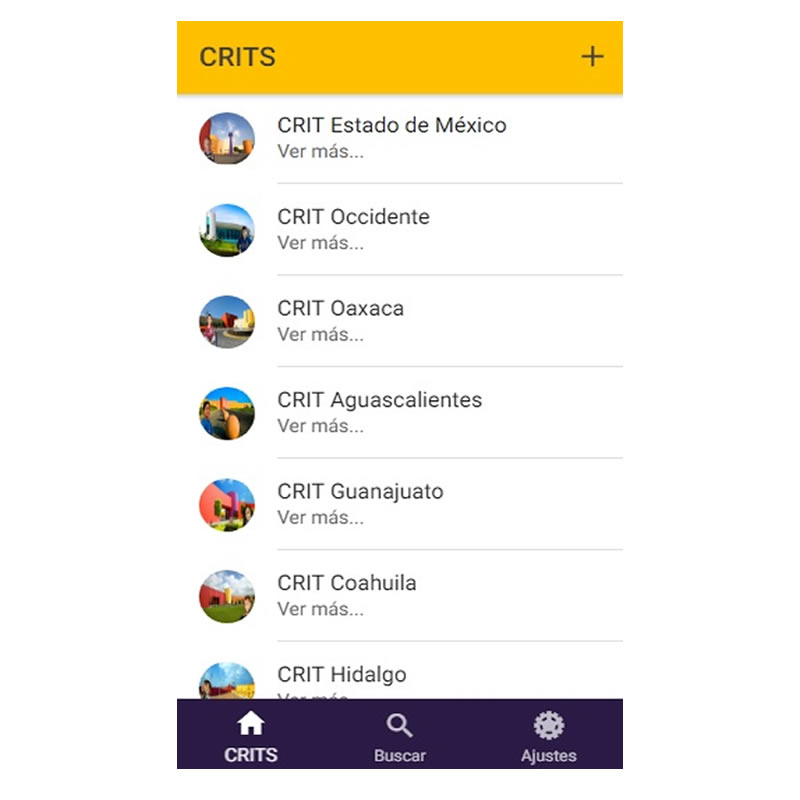 CRITS
CRIT Estado de México
Ver más...
CRIT Occidente
Ver más...
CRIT Oaxaca
Ver más...
CRIT Aguascalientes
Ver más...
CRIT Guanajuato
Ver más...
CRIT Coahuila
Ver más...
CRIT Hidalgo
CRITS
Buscar
Ajustes